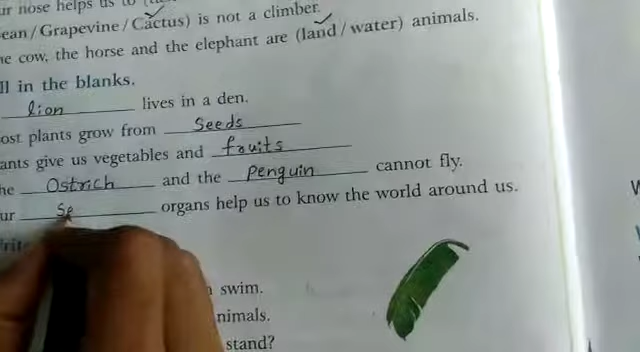 ur nose helps us to
ean / Grapevine / Cactus) is not a climber.
he cow, the horse and the elephant are (land / water) animals.
ll in the blanks.
lion lives in a den.
ost plants grow from Seeds
ants give us vegetables and fruits
he Ostrich and the Penguin cannot fly.
ur Se organs help us to know the world around us.
rite
swim.
nimals.
stand?